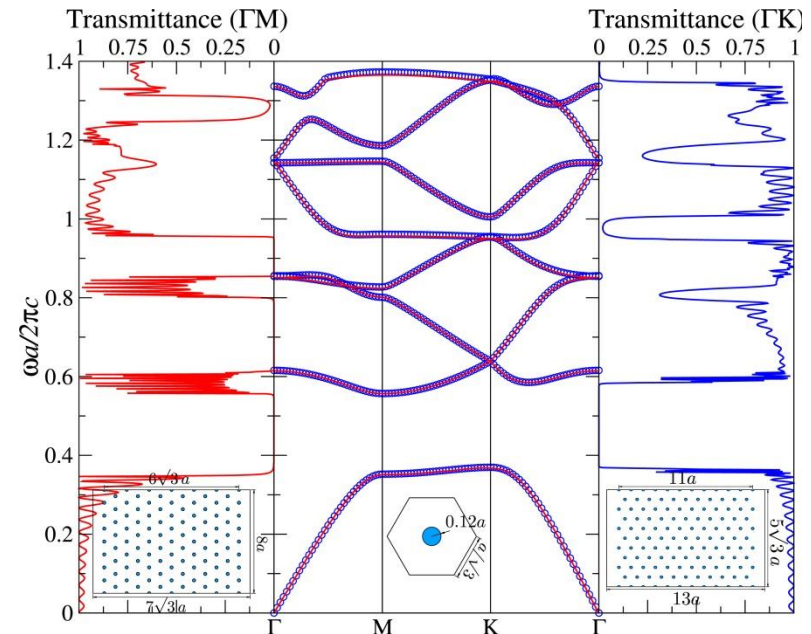 Transmittance (ΓM) Transmittance (ΓK)
1 0.75 0.5 0.25 0 0 0.25 0.5 0.75 1
1.4
1.2
1
0.8
0.6
0.4
0.2
0
ωa/2πc
6√3a
8a
7√3a
0.12a
a/√3
11a
5√3a
13a
Γ M K Γ